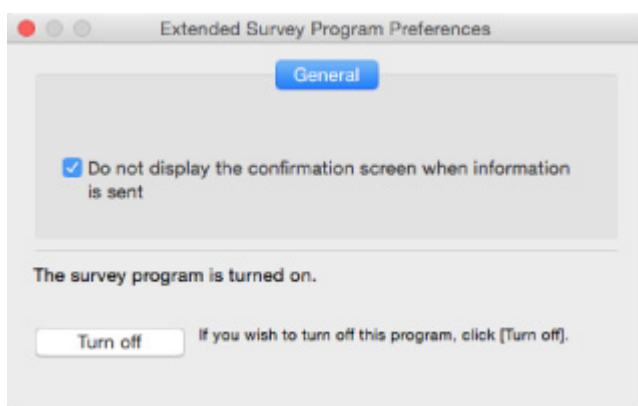 Extended Survey Program Preferences
General
Do not display the confirmation screen when information
is sent
The survey program is turned on.
Turn off
If you wish to turn off this program, click [Turn off].